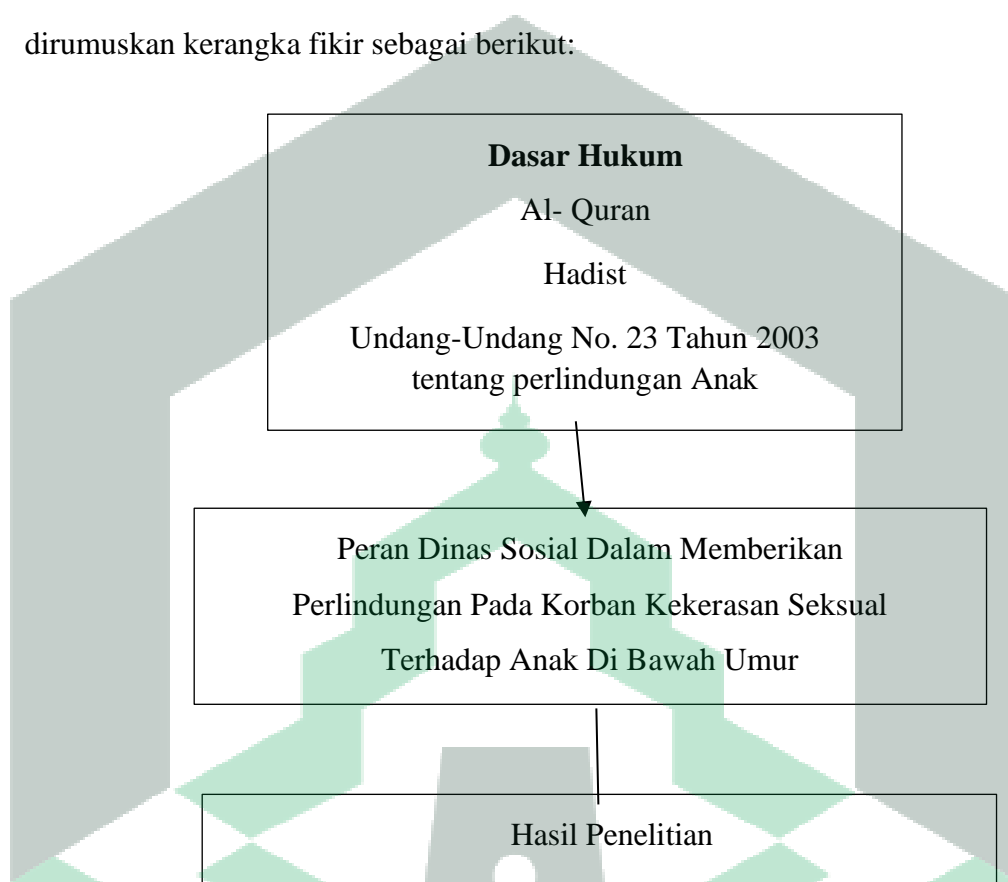 dirumuskan kerangka fikir sebagai berikut:
Dasar Hukum
Al- Quran
Hadist
Undang-Undang No. 23 Tahun 2003
tentang perlindungan Anak
Peran Dinas Sosial Dalam Memberikan
Perlindungan Pada Korban Kekerasan Seksual
Terhadap Anak Di Bawah Umur
Hasil Penelitian